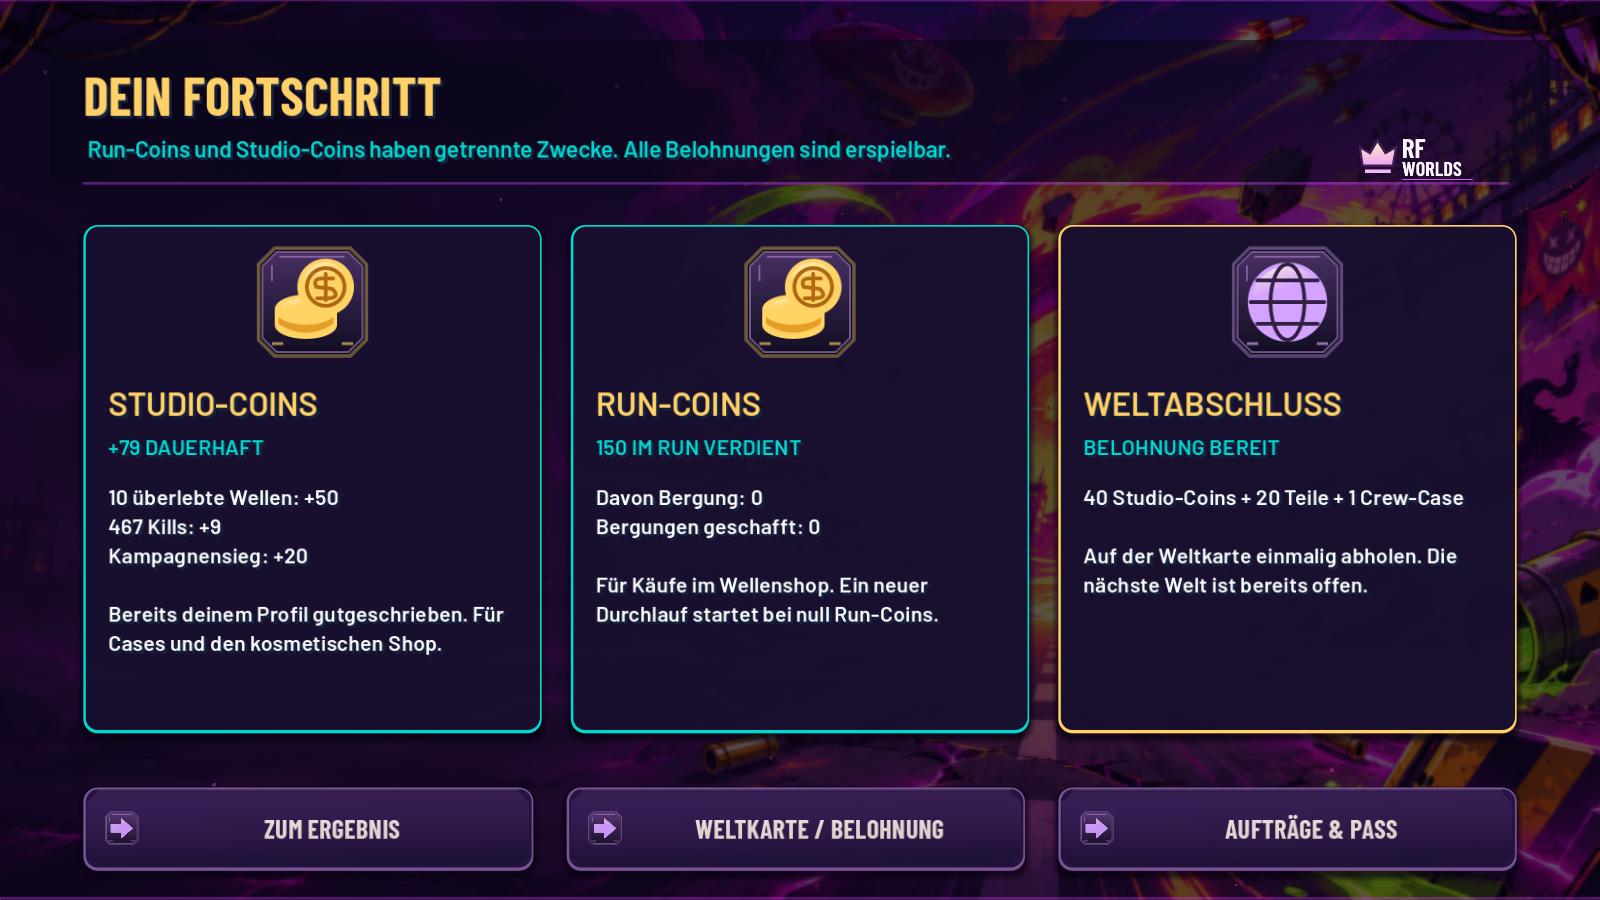 DEIN FORTSCHRITT
Run-Coins und Studio-Coins haben getrennte Zwecke. Alle Belohnungen sind erspielbar.
RF
WORLDS
STUDIO-COINS
+79 DAUERHAFT
10 überlebte Wellen: +50
467 Kills: +9
Kampagnensieg: +20
Bereits deinem Profil gutgeschrieben. Für
Cases und den kosmetischen Shop.
RUN-COINS
150 IM RUN VERDIENT
Davon Bergung: 0
Bergungen geschafft: 0
Für Käufe im Wellenshop. Ein neuer
Durchlauf startet bei null Run-Coins.
WELTABSCHLUSS
BELOHNUNG BEREIT
40 Studio-Coins + 20 Teile + 1 Crew-Case
Auf der Weltkarte einmalig abholen. Die
nächste Welt ist bereits offen.
ZUM ERGEBNIS
WELTKARTE / BELOHNUNG
AUFTRÄGE & PASS